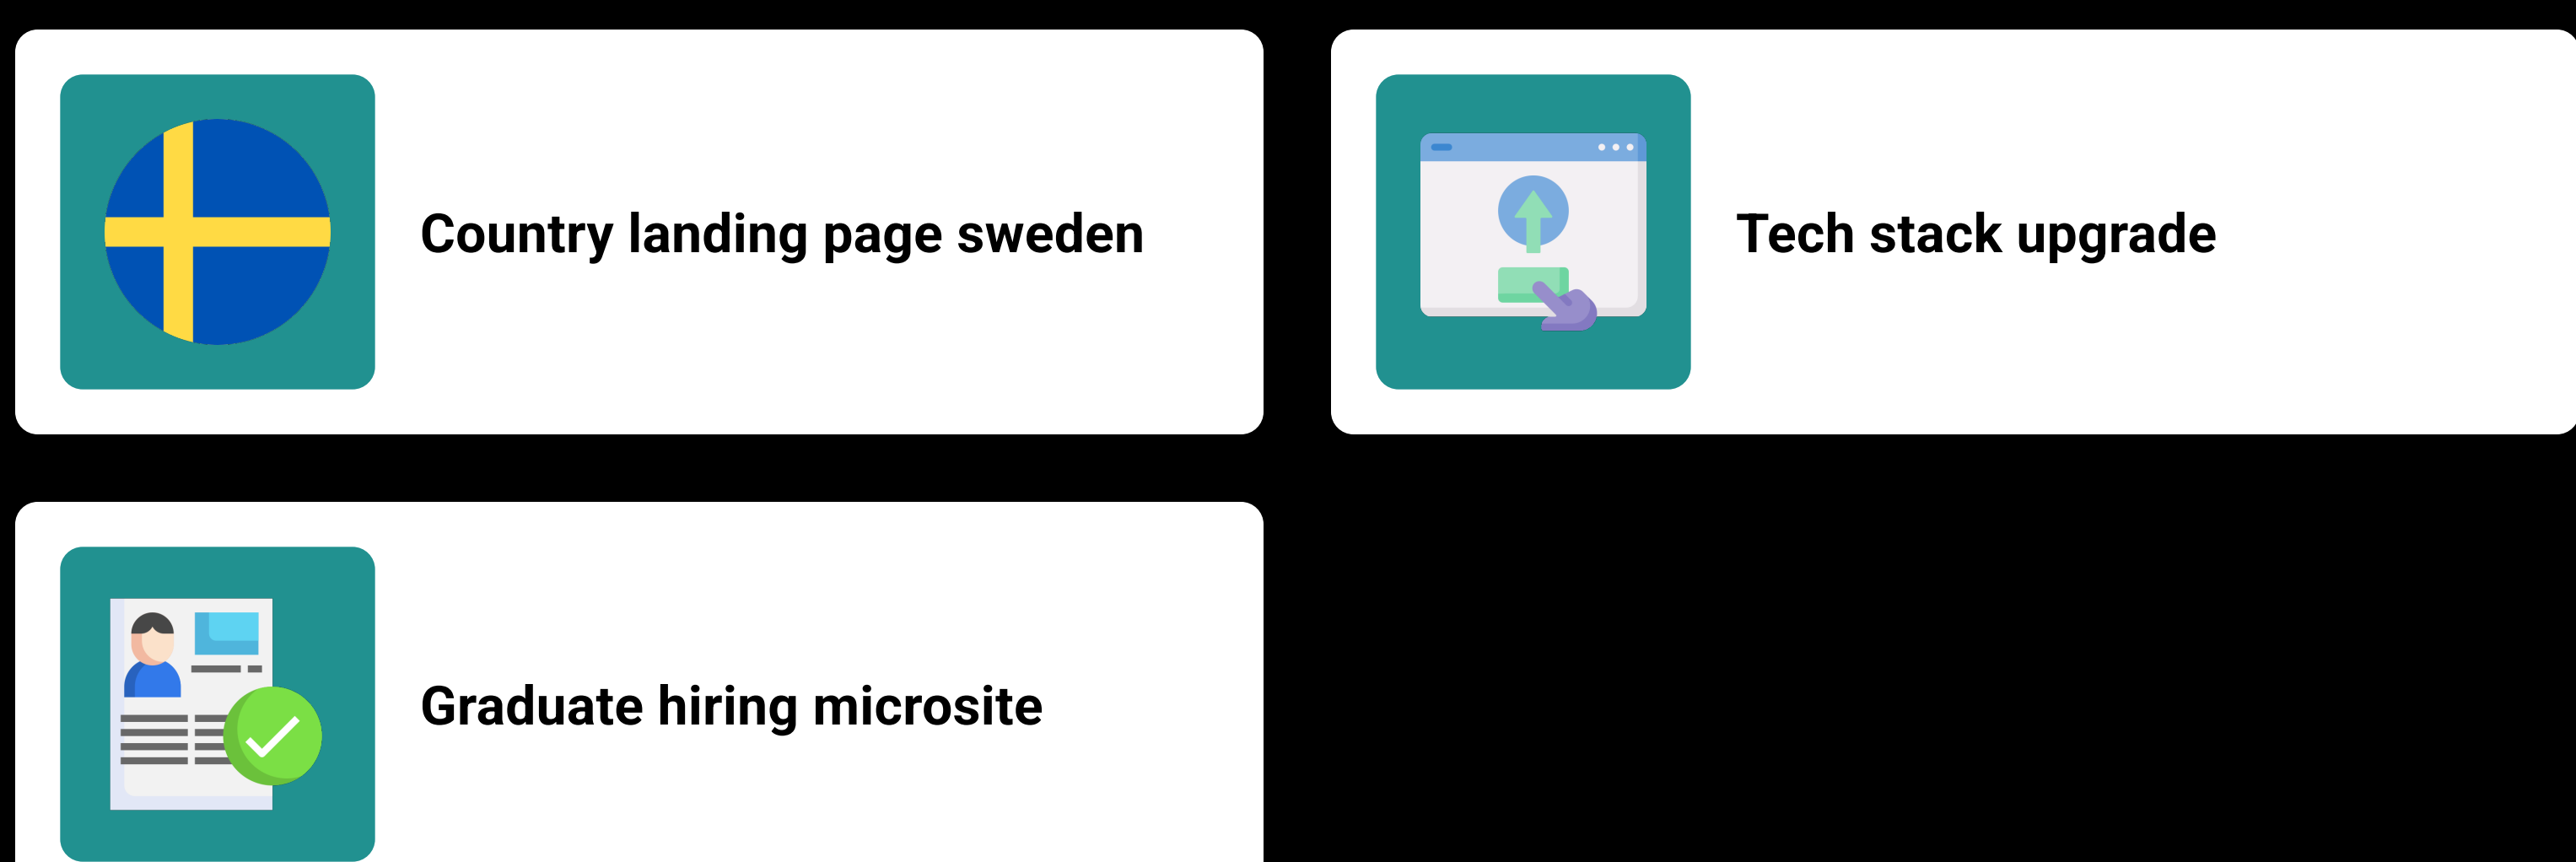 Country landing page sweden
Tech stack upgrade
Graduate hiring microsite